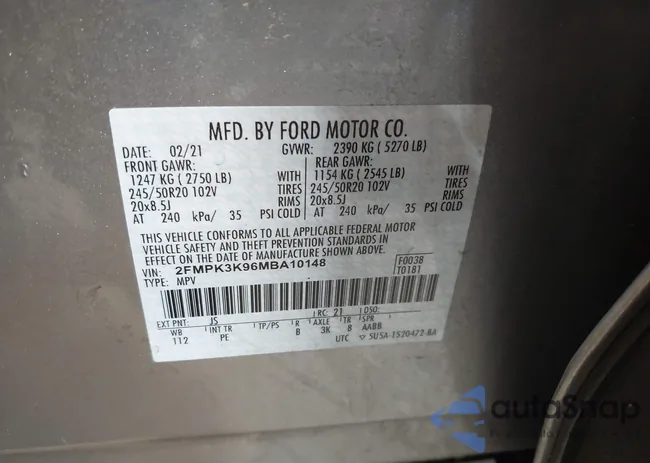 MFD. BY FORD MOTOR CO.
DATE: 02/21 GVWR: 2390 KG ( 5270 LB)
FRONT GAWR: REAR GAWR:
1247 KG ( 2750 LB) 1154 KG ( 2545 LB)
245/50R20 102V TIRES 245/50R20 102V TIRES
20x8.5J RIMS 20x8.5J RIMS
AT 240 kPa/ 35 PSI COLD AT 240 kPa/ 35 PSI COLD
THIS VEHICLE CONFORMS TO ALL APPLICABLE FEDERAL MOTOR
VEHICLE SAFETY AND THEFT PREVENTION STANDARDS IN EFFECT
ON THE DATE OF MANUFACTURE SHOWN ABOVE.
VIN: 2FMPK3K96MBA10148 F0038
TYPE: MPV T0181
EXT PNT: JS RC: 21 DSO:
WB INT TR TP/PS R AXLE TR SPR
112 PE B 3K 8 AABB
UTC 5U5A-1520472-BA
autoSnap